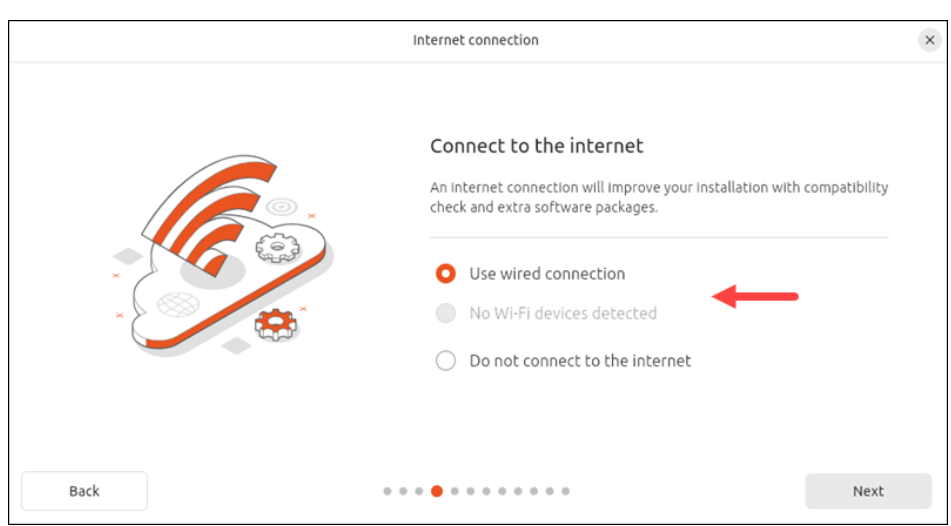 Internet connection
Connect to the internet
An internet connection will improve your installation with compatibility
check and extra software packages.
Use wired connection
No Wi-Fi devices detected
Do not connect to the internet
Back
Next